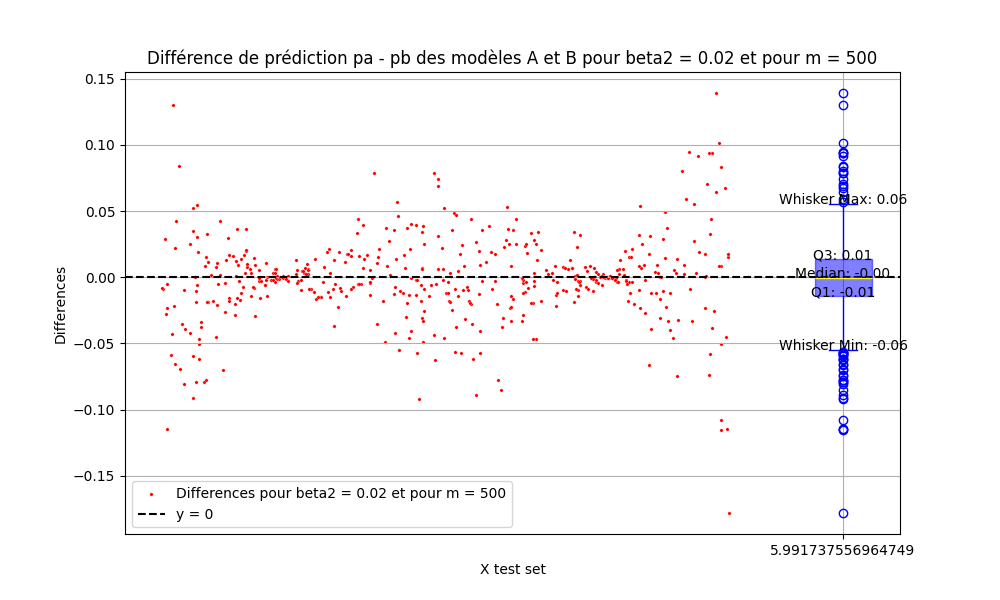 Différence de prédiction pa - pb des modèles A et B pour beta2 = 0.02 et pour m = 500
0.15
0.10
0.05
0.00
−0.05
−0.10
−0.15
Differences
Whisker Max: 0.06
Q3: 0.01
Median: -0.00
Q1: -0.01
Whisker Min: -0.06
Differences pour beta2 = 0.02 et pour m = 500
y = 0
5.991737556964749
X test set